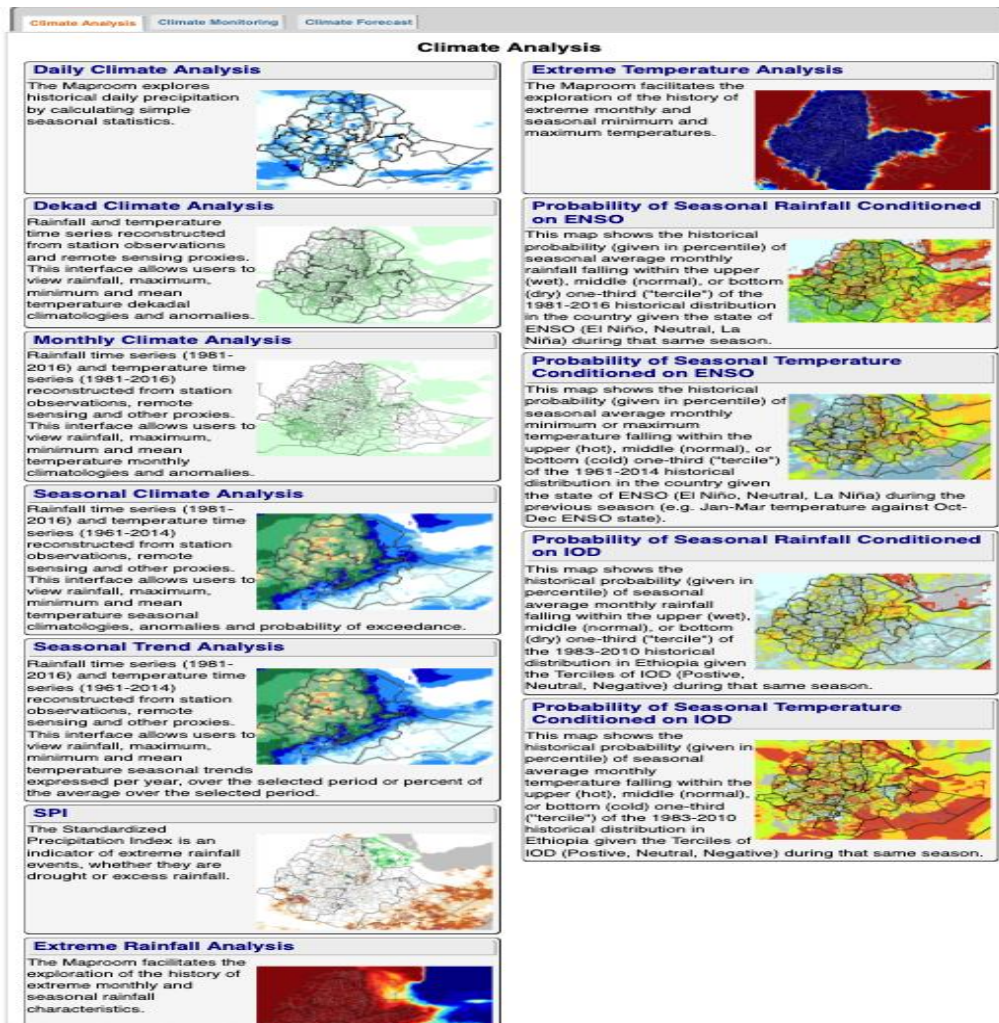 Climate Analysis
Climate Monitoring
Climate Forecast
Climate Analysis
Daily Climate Analysis
The Maproom explores
historical daily precipitation
by calculating simple
seasonal statistics.
Dekad Climate Analysis
Rainfall and temperature
time series reconstructed
from station observations
and remote sensing proxies.
This interface allows users to
view rainfall, maximum,
minimum and mean
temperature dekadal
climatologies and anomalies.
Monthly Climate Analysis
Rainfall time series (1981-
2016) and temperature time
series (1981-2016)
reconstructed from station
observations, remote
sensing and other proxies.
This interface allows users to
view rainfall, maximum,
minimum and mean
temperature monthly
climatologies and anomalies.
Seasonal Climate Analysis
Rainfall time series (1981-
2016) and temperature time
series (1961-2014)
reconstructed from station
observations, remote
sensing and other proxies.
This interface allows users to
view rainfall, maximum,
minimum and mean
temperature seasonal
climatologies, anomalies and probability of exceedance.
Seasonal Trend Analysis
Rainfall time series (1981-
2016) and temperature time
series (1961-2014)
reconstructed from station
observations, remote
sensing and other proxies.
This interface allows users to
view rainfall, maximum,
minimum and mean
temperature seasonal trends
expressed per year, over the selected period or percent of
the average over the selected period.
SPI
The Standardized
Precipitation Index is an
indicator of extreme rainfall
events, whether they are
drought or excess rainfall.
Extreme Rainfall Analysis
The Maproom facilitates the
exploration of the history of
extreme monthly and
seasonal rainfall
characteristics.
Extreme Temperature Analysis
The Maproom facilitates the
exploration of the history of
extreme monthly and
seasonal minimum and
maximum temperatures.
Probability of Seasonal Rainfall Conditioned
on ENSO
This map shows the historical
probability (given in percentile) of
seasonal average monthly
rainfall falling within the upper
(wet), middle (normal), or bottom
(dry) one-third ("tercile") of the
1981-2016 historical distribution
in the country given the state of
ENSO (El Niño, Neutral, La
Niña) during that same season.
Probability of Seasonal Temperature
Conditioned on ENSO
This map shows the historical
probability (given in percentile) of
seasonal average monthly
minimum or maximum
temperature falling within the
upper (hot), middle (normal), or
bottom (cold) one-third ("tercile")
of the 1961-2014 historical
distribution in the country given
the state of ENSO (El Niño, Neutral, La Niña) during the
previous season (e.g. Jan-Mar temperature against Oct-
Dec ENSO state).
Probability of Seasonal Rainfall Conditioned
on IOD
This map shows the
historical probability (given in
percentile) of seasonal
average monthly rainfall
falling within the upper (wet),
middle (normal), or bottom
(dry) one-third ("tercile") of
the 1983-2010 historical
distribution in Ethiopia given
the Terciles of IOD (Postive,
Neutral, Negative) during that same season.
Probability of Seasonal Temperature
Conditioned on IOD
This map shows the
historical probability (given in
percentile) of seasonal
average monthly
temperature falling within the
upper (hot), middle (normal),
or bottom (cold) one-third
("tercile") of the 1983-2010
historical distribution in
Ethiopia given the Terciles of
IOD (Postive, Neutral, Negative) during that same season.